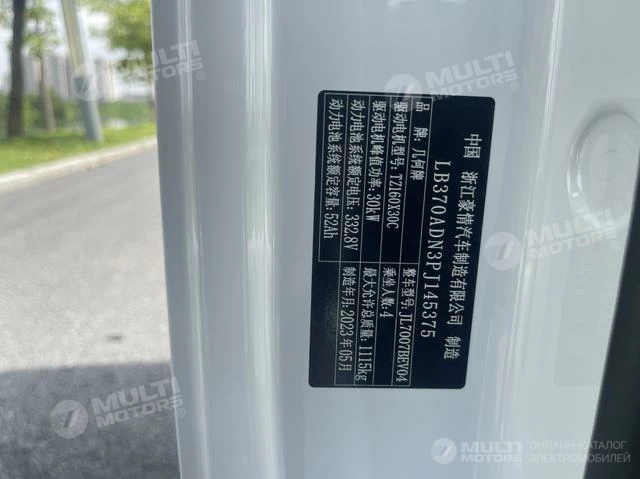 中国 浙江豪情汽车制造有限公司 制造
LB370ADN3PJ145375
品 牌：几何牌 整车型号：JL7007BEV04
驱动电机型号：TZ160X30C 乘坐人数：4
驱动电机峰值功率：30kW 最大允许总质量：1115kg
动力电池系统额定电压：332.8V 制造年月：2023年05月
动力电池系统额定容量：52Ah
MULTI MOTORS
MULTI MOTORS
MULTI MOTORS
MULTI MOTORS
MULTI MOTORS
MULTI MOTORS ОНЛАЙН-КАТАЛОГ
ЭЛЕКТРОМОБИЛЕЙ